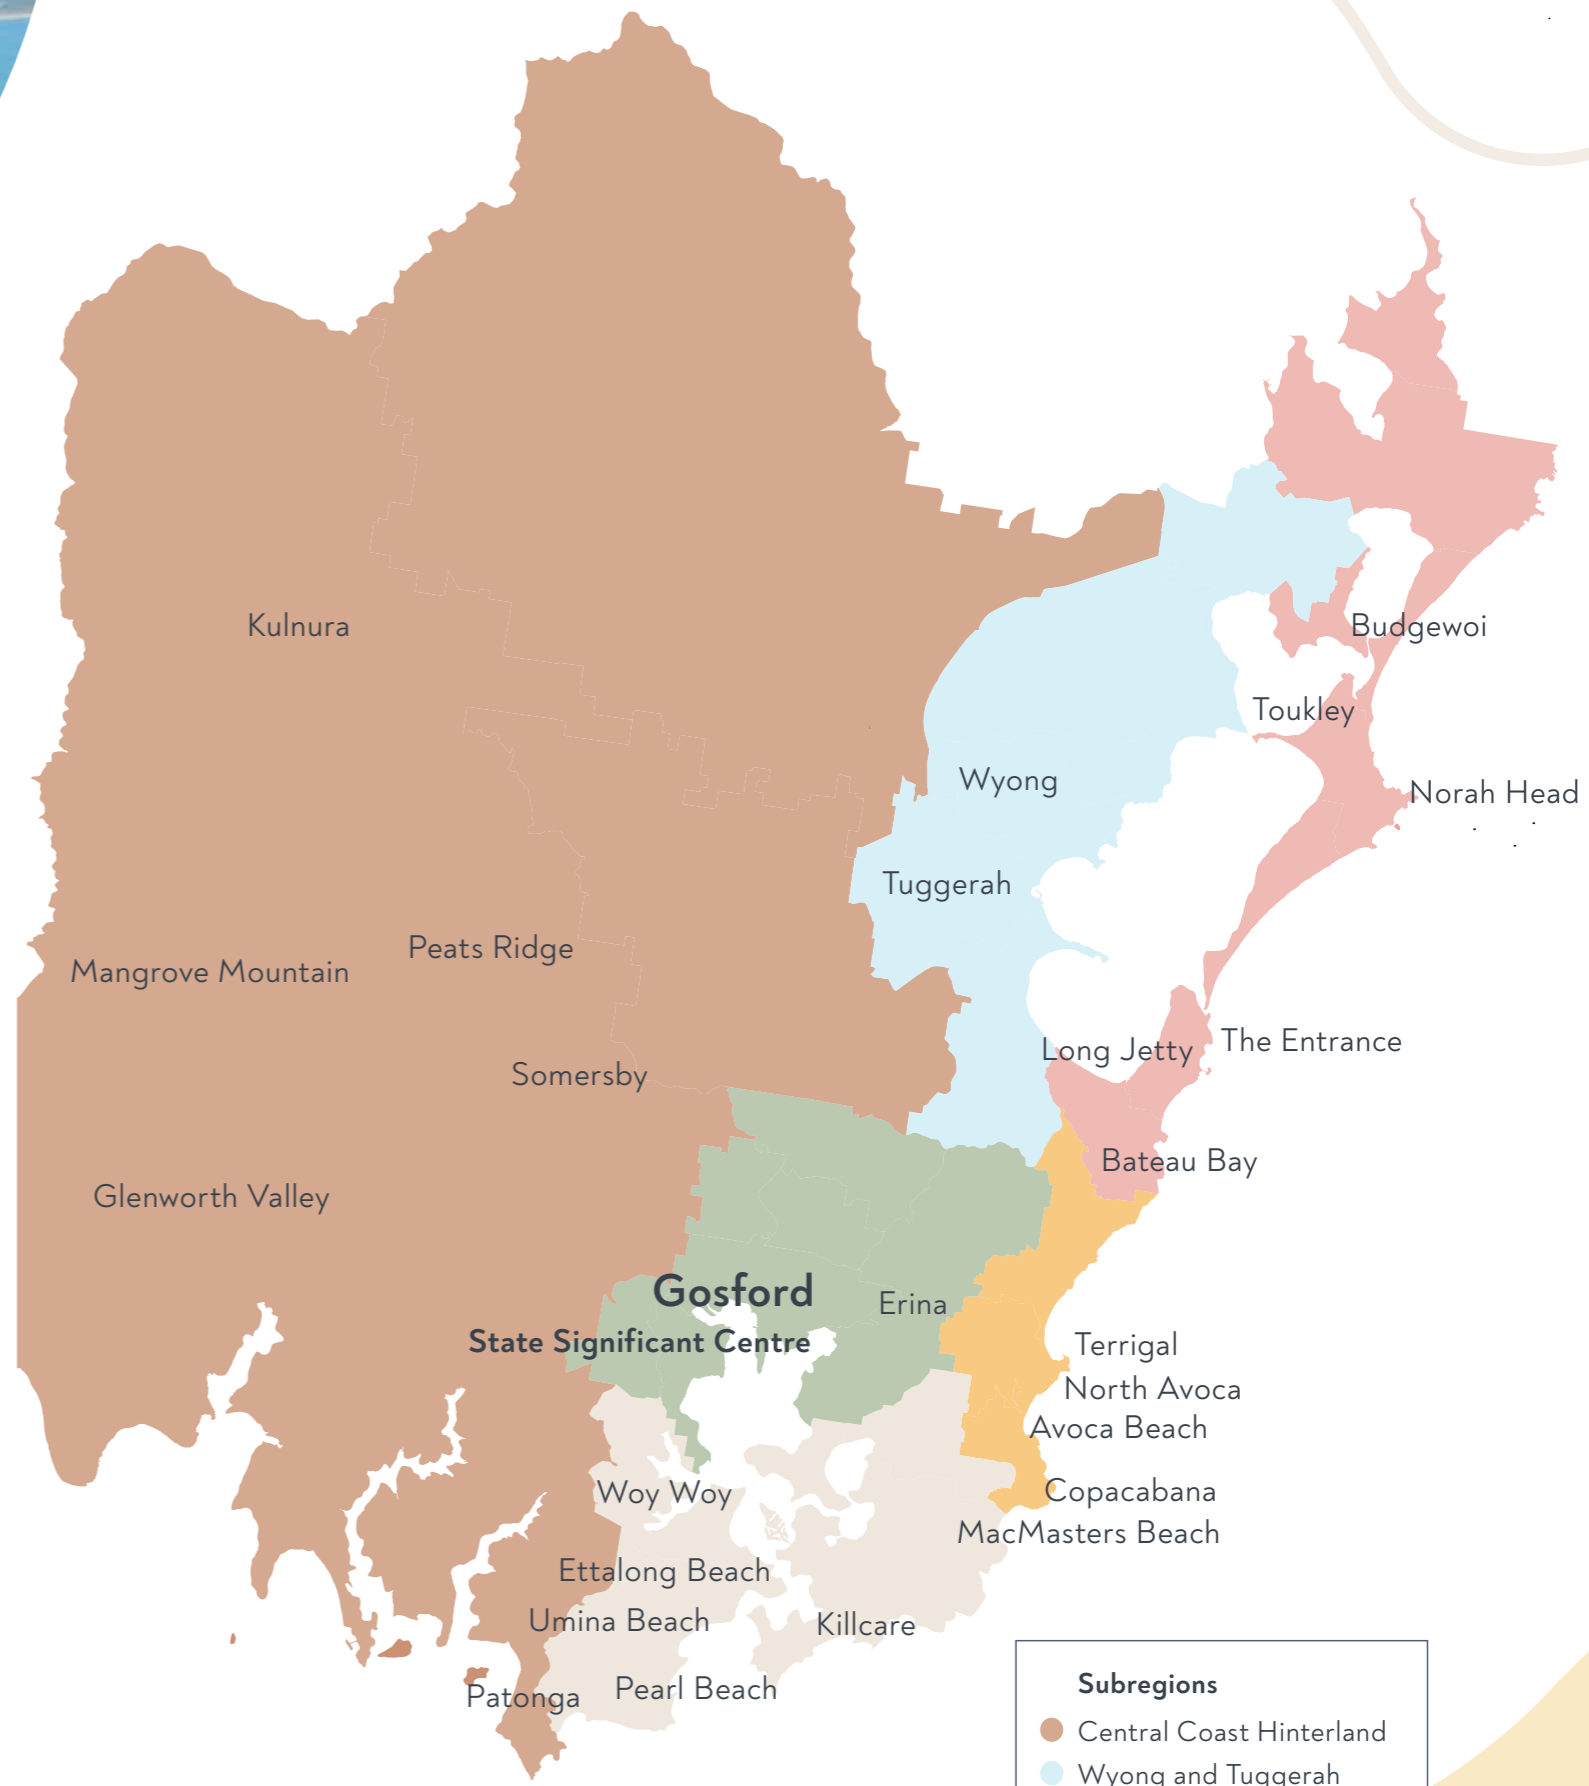 Kulnura
Budgewoi
Toukley
Wyong
Norah Head
Tuggerah
Peats Ridge
Mangrove Mountain
Long Jetty
The Entrance
Somersby
Bateau Bay
Glenworth Valley
Gosford
State Significant Centre
Erina
Terrigal
North Avoca
Avoca Beach
Woy Woy
Copacabana
MacMasters Beach
Ettalong Beach
Umina Beach
Killcare
Patonga
Pearl Beach
Subregions
Central Coast Hinterland
Wyong and Tuggerah